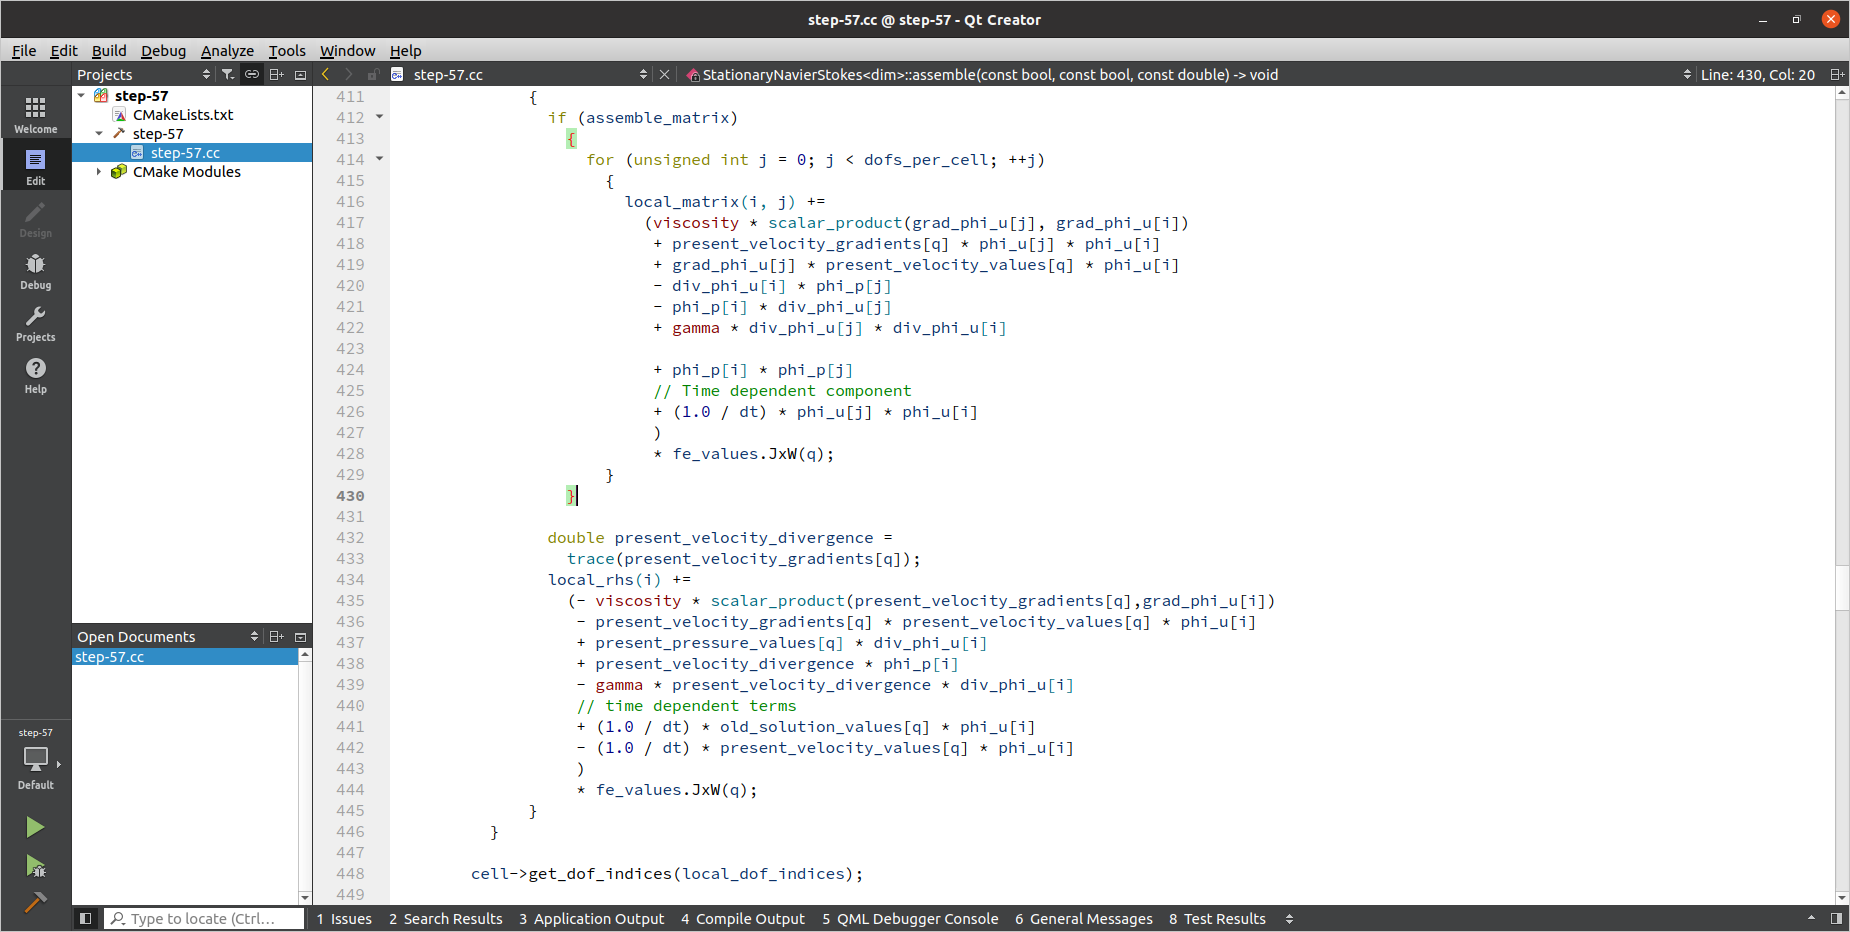 step-57.cc @ step-57 - Qt Creator
File Edit Build Debug Analyze Tools Window Help
Projects
step-57.cc
StationaryNavierStokes<dim>::assemble(const bool, const bool, const double) -> void
Line: 430, Col: 20
Welcome
Edit
Design
Debug
Projects
Help
step-57
CMakeLists.txt
step-57
step-57.cc
CMake Modules
Open Documents
step-57.cc
step-57
Default
411 {
412 if (assemble_matrix)
413 {
414 for (unsigned int j = 0; j < dofs_per_cell; ++j)
415 {
416 local_matrix(i, j) +=
417 (viscosity * scalar_product(grad_phi_u[j], grad_phi_u[i])
418 + present_velocity_gradients[q] * phi_u[j] * phi_u[i]
419 + grad_phi_u[j] * present_velocity_values[q] * phi_u[i]
420 - div_phi_u[i] * phi_p[j]
421 - phi_p[i] * div_phi_u[j]
422 + gamma * div_phi_u[j] * div_phi_u[i]
423
424 + phi_p[i] * phi_p[j]
425 // Time dependent component
426 + (1.0 / dt) * phi_u[j] * phi_u[i]
427 )
428 * fe_values.JxW(q);
429 }
430 }
431
432 double present_velocity_divergence =
433 trace(present_velocity_gradients[q]);
434 local_rhs(i) +=
435 (- viscosity * scalar_product(present_velocity_gradients[q],grad_phi_u[i])
436 - present_velocity_gradients[q] * present_velocity_values[q] * phi_u[i]
437 + present_pressure_values[q] * div_phi_u[i]
438 + present_velocity_divergence * phi_p[i]
439 - gamma * present_velocity_divergence * div_phi_u[i]
440 // time dependent terms
441 + (1.0 / dt) * old_solution_values[q] * phi_u[i]
442 - (1.0 / dt) * present_velocity_values[q] * phi_u[i]
443 )
444 * fe_values.JxW(q);
445 }
446 }
447
448 cell->get_dof_indices(local_dof_indices);
449
Type to locate (Ctrl...
1 Issues 2 Search Results 3 Application Output 4 Compile Output 5 QML Debugger Console 6 General Messages 8 Test Results